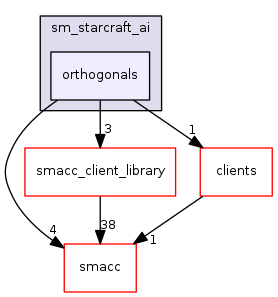 sm_starcraft_ai
orthogonals
3
1
smacc_client_library
clients
4
38
1
smacc